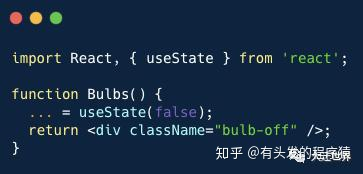 import React, { useState } from 'react';
function Bulbs() {
... = useState(false);
return <div className="bulb-off" />;
}
知乎 @有头发的程序猿